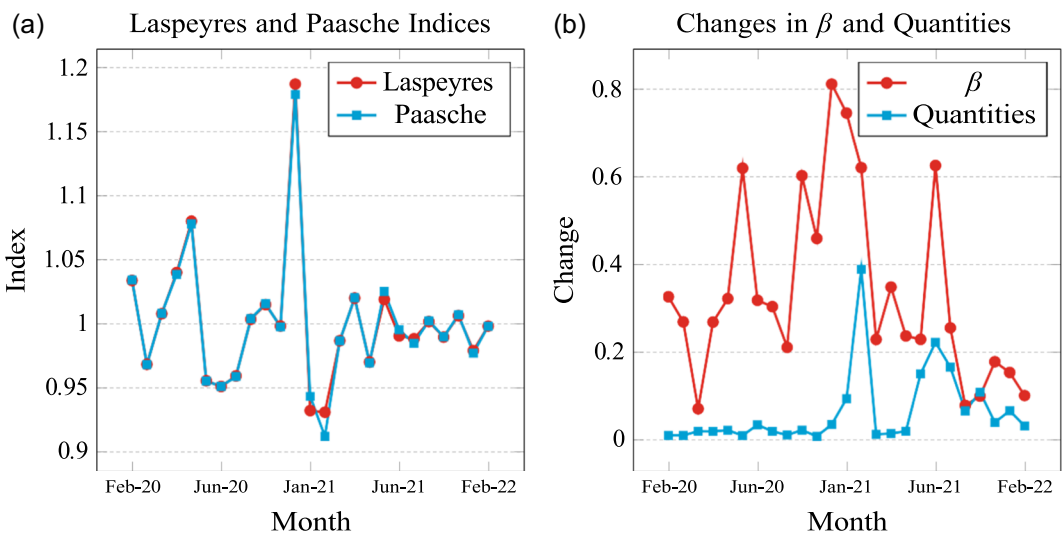 (a) Laspeyres and Paasche Indices
1.2
1.15
1.1
1.05
1
0.95
0.9
Index
Laspeyres
Paasche
Feb-20 Jun-20 Jan-21 Jun-21 Feb-22
Month
(b) Changes in β and Quantities
0.8
0.6
0.4
0.2
0
Change
β
Quantities
Feb-20 Jun-20 Jan-21 Jun-21 Feb-22
Month